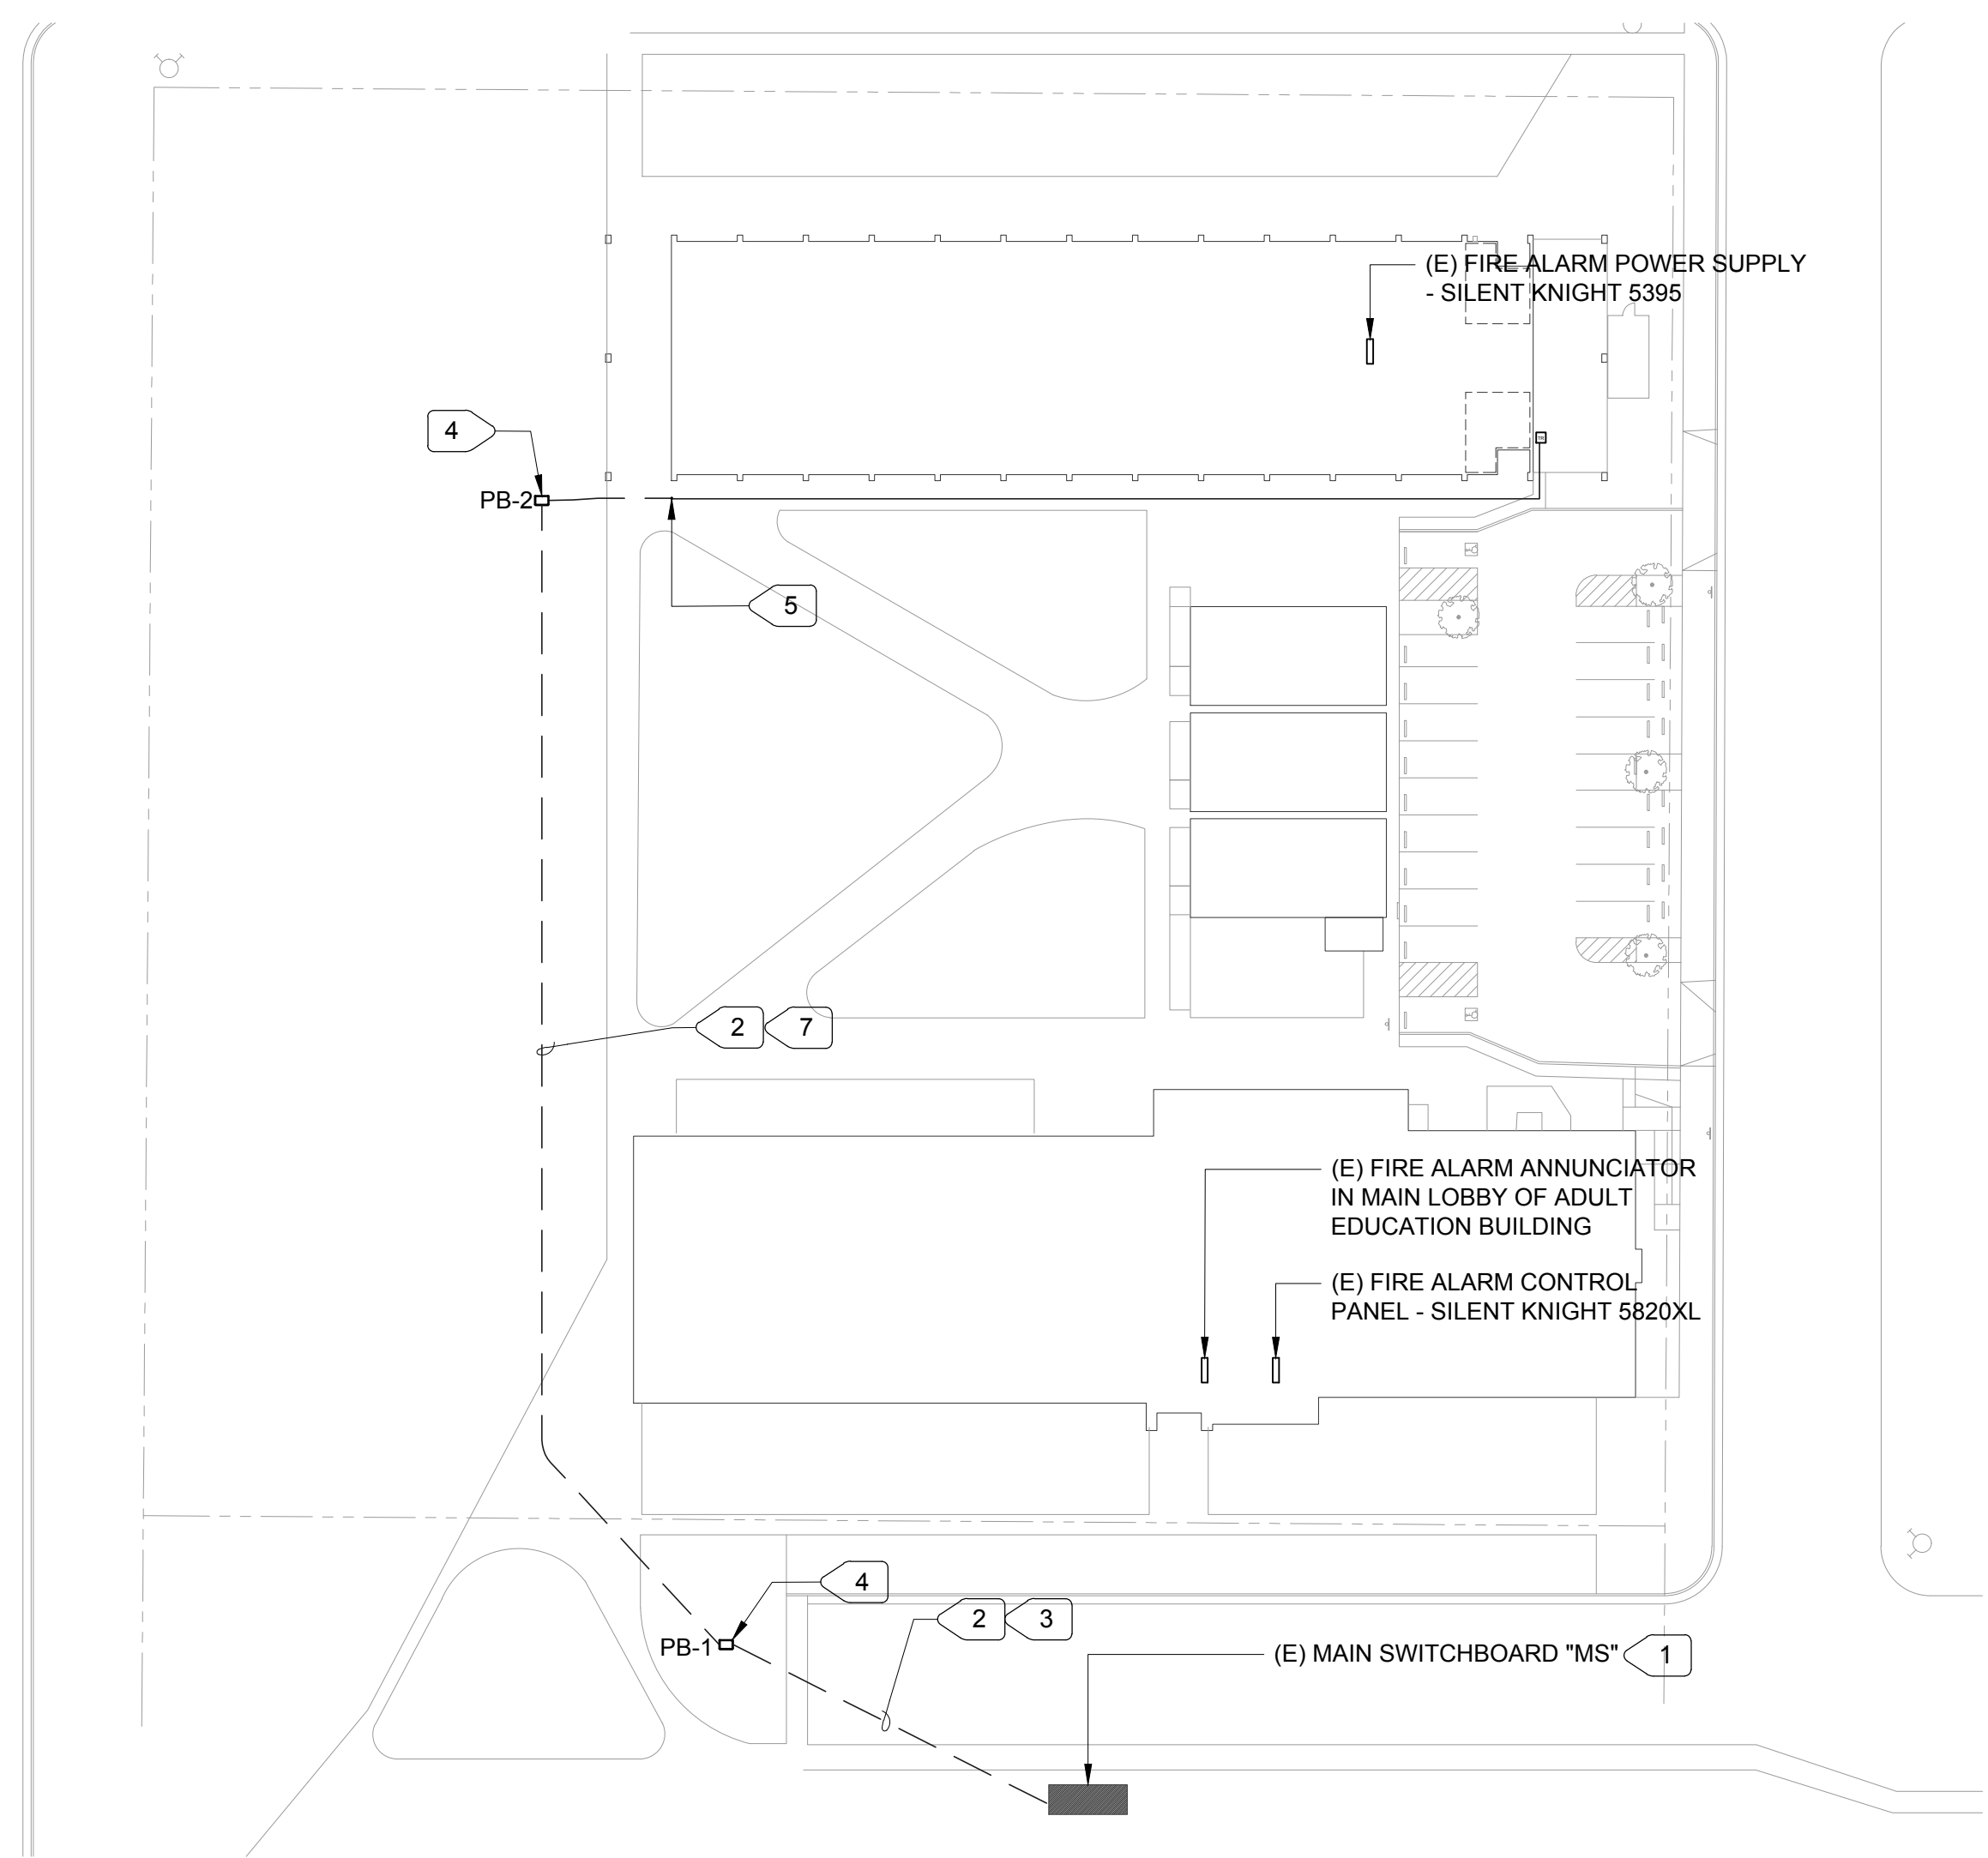 (E) FIRE ALARM POWER SUPPLY
- SILENT KNIGHT 5395
4
PB-2
5
2
7
(E) FIRE ALARM ANNUNCIATOR
IN MAIN LOBBY OF ADULT
EDUCATION BUILDING
(E) FIRE ALARM CONTROL
PANEL - SILENT KNIGHT 5820XL
4
2
3
PB-1
(E) MAIN SWITCHBOARD "MS"
1